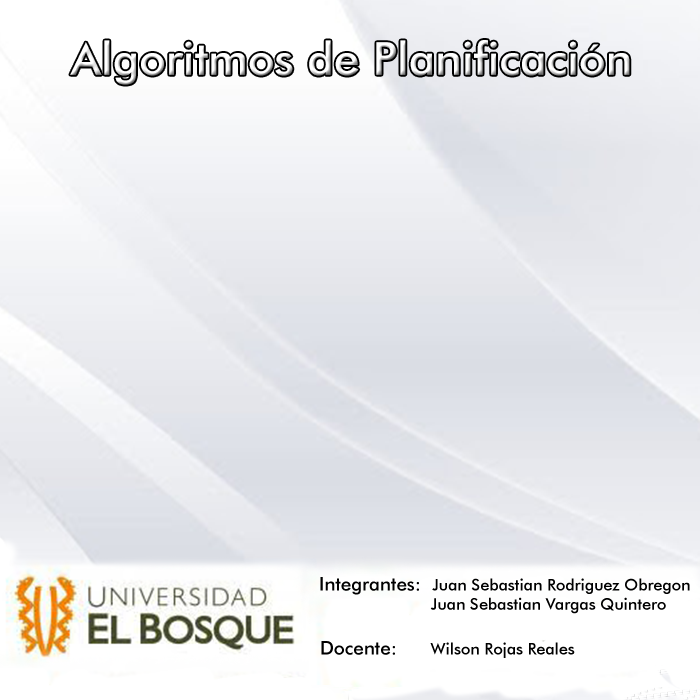 Algoritmos de Planificación
UNIVERSIDAD
EL BOSQUE
Integrantes: Juan Sebastian Rodriguez Obregon
Juan Sebastian Vargas Quintero
Docente: Wilson Rojas Reales